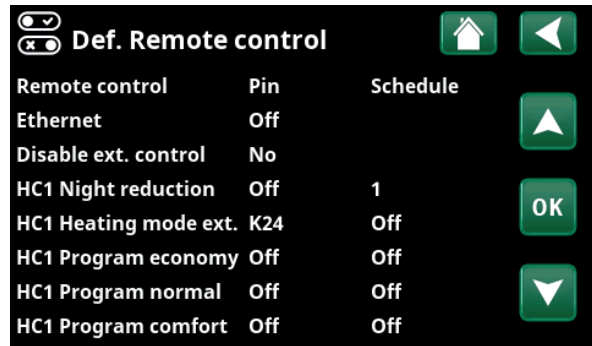 Def. Remote control
Remote control Pin Schedule
Ethernet Off
Disable ext. control No
HC1 Night reduction Off 1
HC1 Heating mode ext. K24 Off
HC1 Program economy Off Off
HC1 Program normal Off Off
HC1 Program comfort Off Off
OK